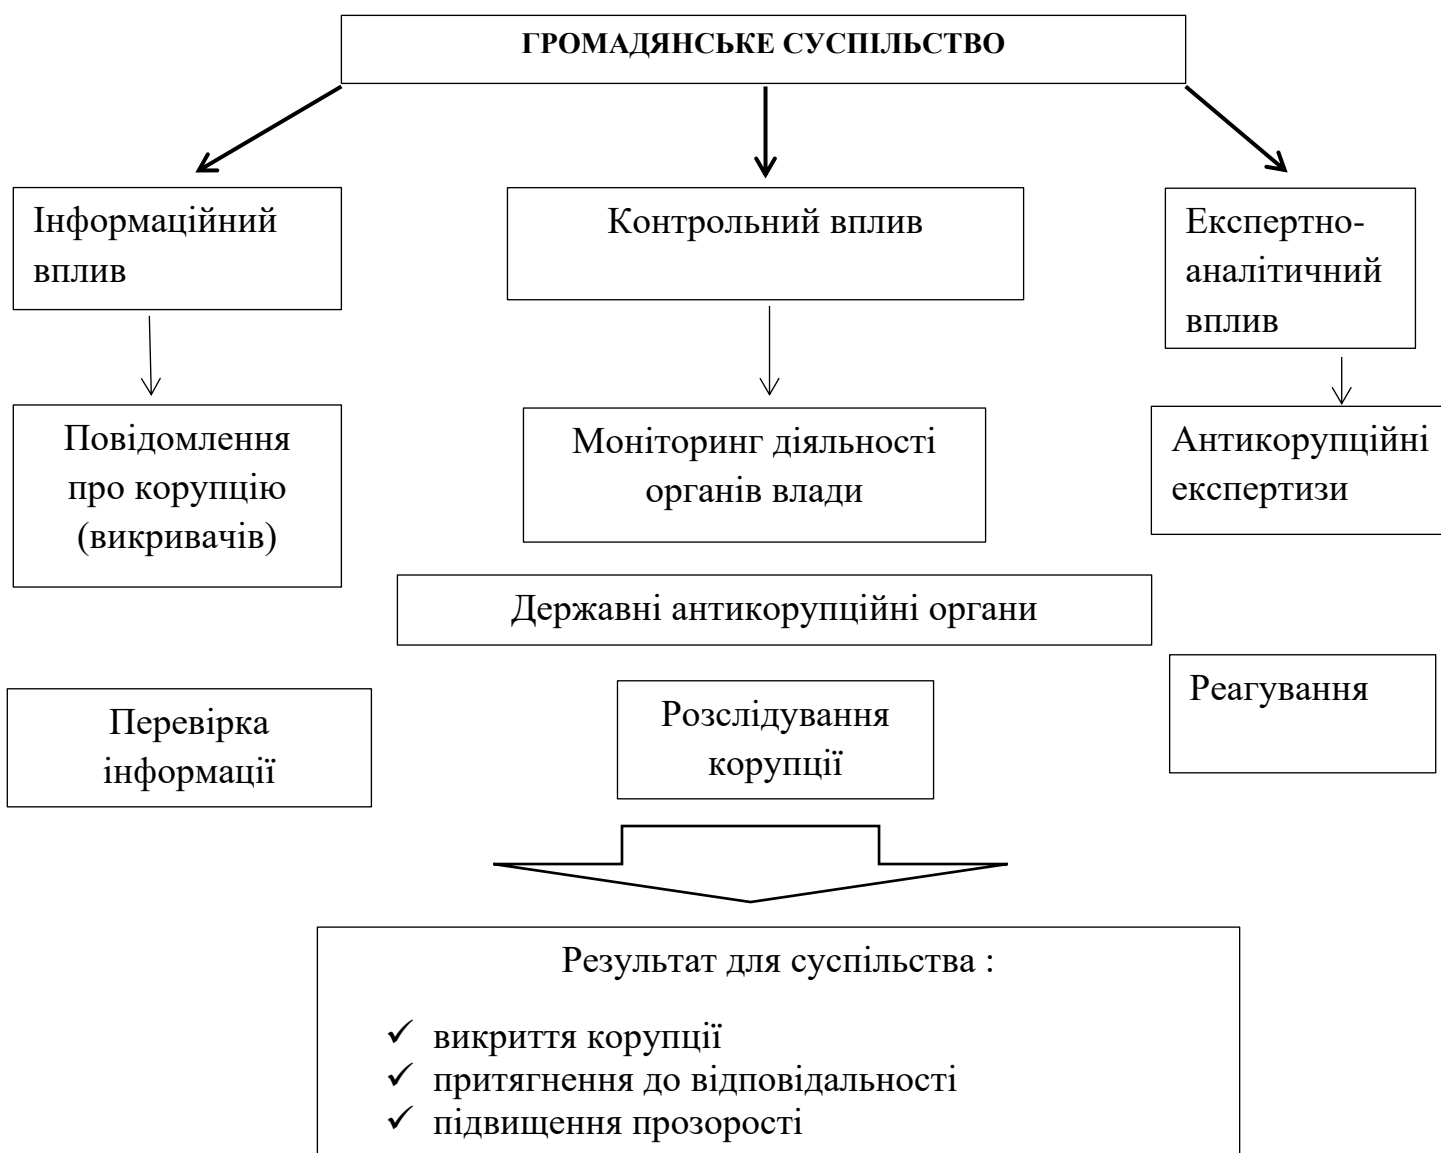 ГРОМАДЯНСЬКЕ СУСПІЛЬСТВО
Інформаційний
вплив
Контрольний вплив
Експертно-
аналітичний
вплив
Повідомлення
про корупцію
(викривачів)
Моніторинг діяльності
органів влади
Антикорупційні
експертизи
Державні антикорупційні органи
Перевірка
інформації
Розслідування
корупції
Реагування
Результат для суспільства :
✓ викриття корупції
✓ притягнення до відповідальності
✓ підвищення прозорості